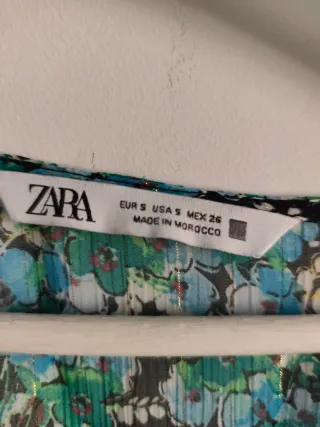 ZARA
EUR S USA S MEX 26
MADE IN MOROCCO